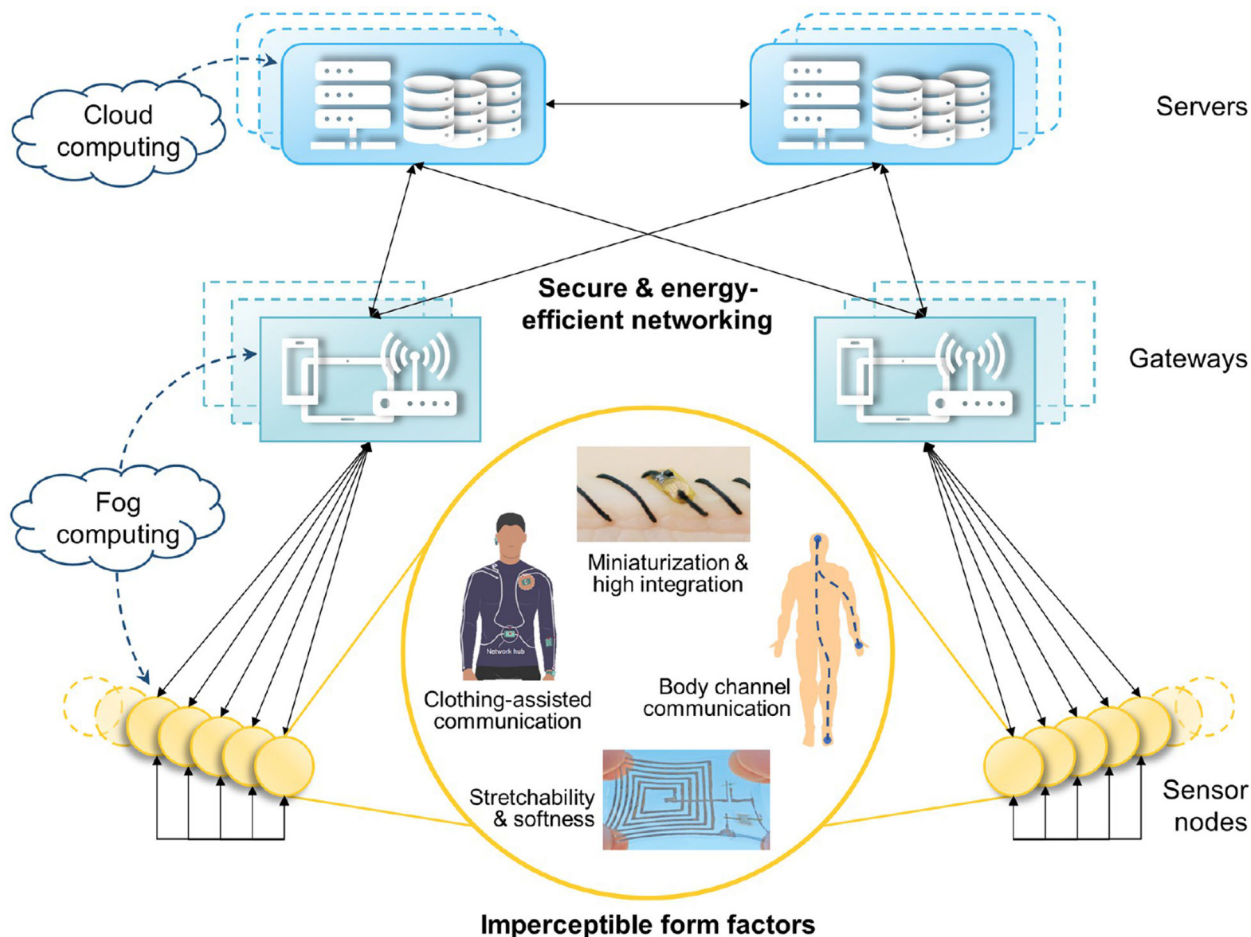 Cloud
computing
Servers
Secure & energy-
efficient networking
Gateways
Fog
computing
Miniaturization &
high integration
Network hub
Clothing-assisted
communication
Body channel
communication
Stretchability
& softness
Sensor
nodes
Imperceptible form factors